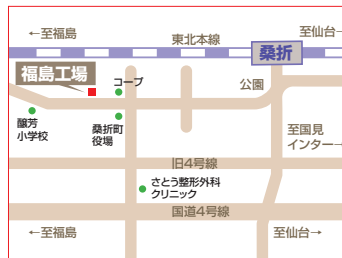 ←至福島
東北本線
至仙台→
桑折
福島工場
コープ
公園
醸芳
小学校
桑折町
役場
至国見
インター→
旧4号線
さとう整形外科
クリニック
国道4号線
←至福島
至仙台→